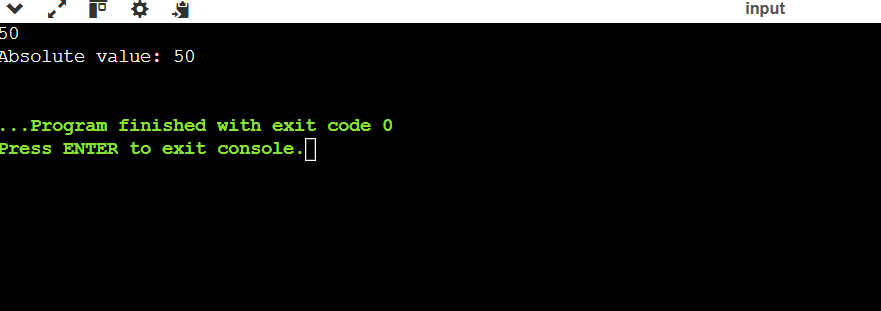 input
50
Absolute value: 50
...Program finished with exit code 0
Press ENTER to exit console.